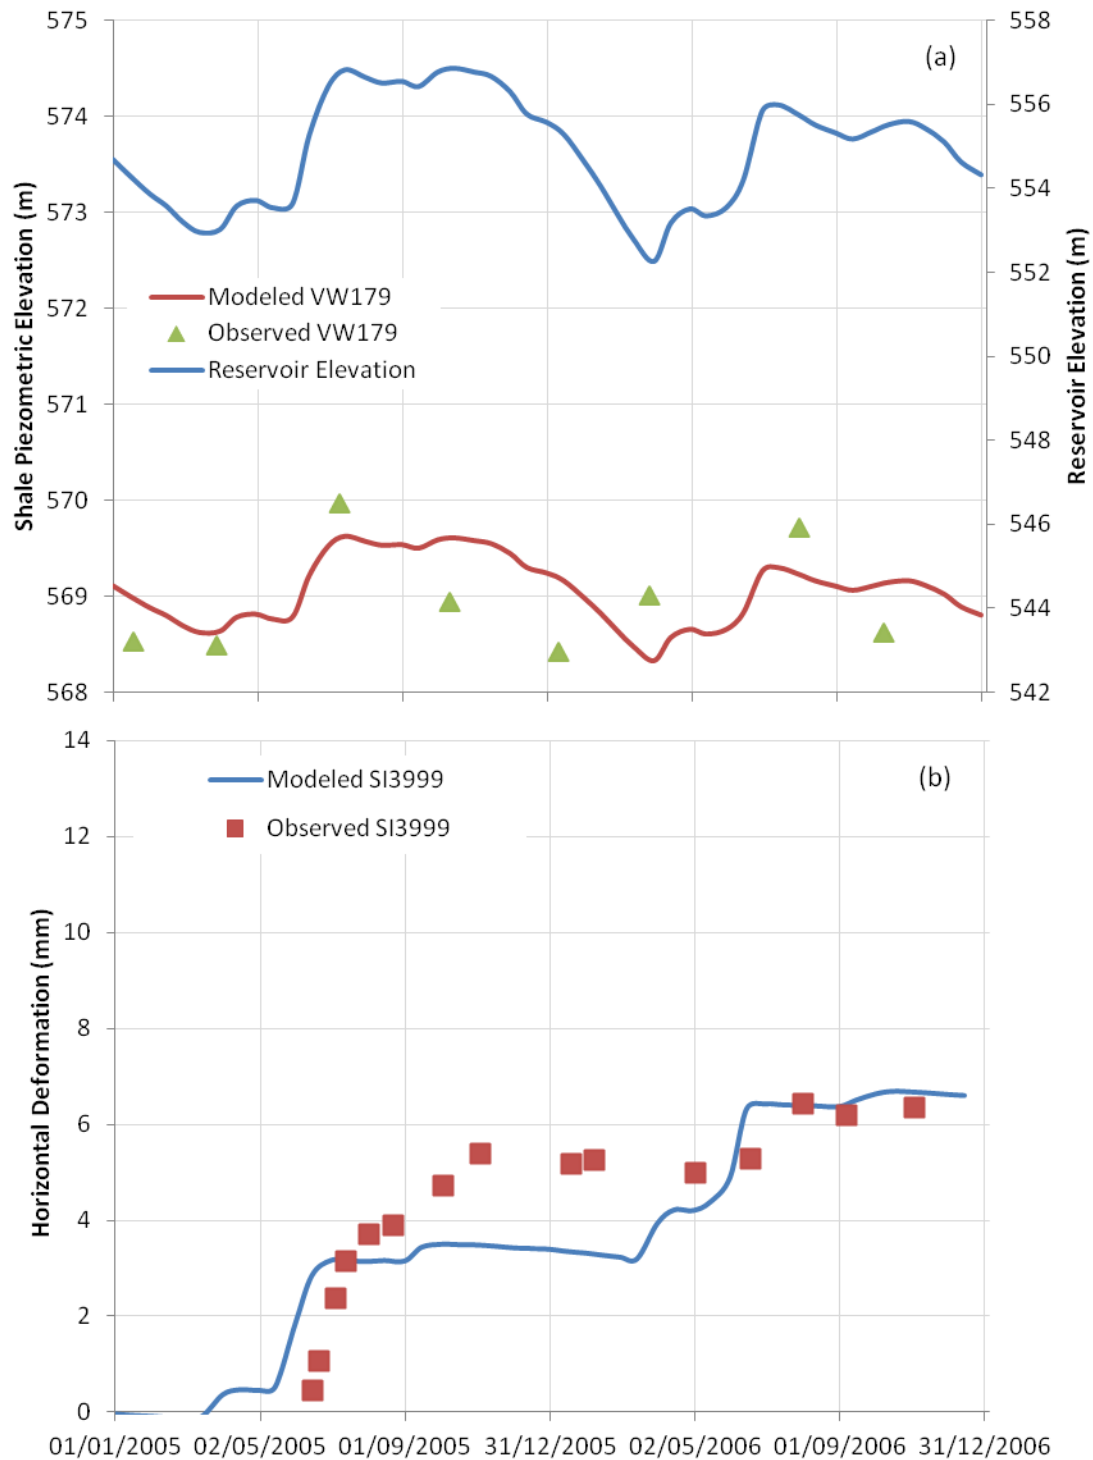 575
574
573
572
571
570
569
568
Shale Piezometric Elevation (m)
558
556
554
552
550
548
546
544
542
Reservoir Elevation (m)
(a)
Modeled VW179
Observed VW179
Reservoir Elevation
14
12
10
8
6
4
2
0
Horizontal Deformation (mm)
(b)
Modeled SI3999
Observed SI3999
01/01/2005 02/05/2005 01/09/2005 31/12/2005 02/05/2006 01/09/2006 31/12/2006